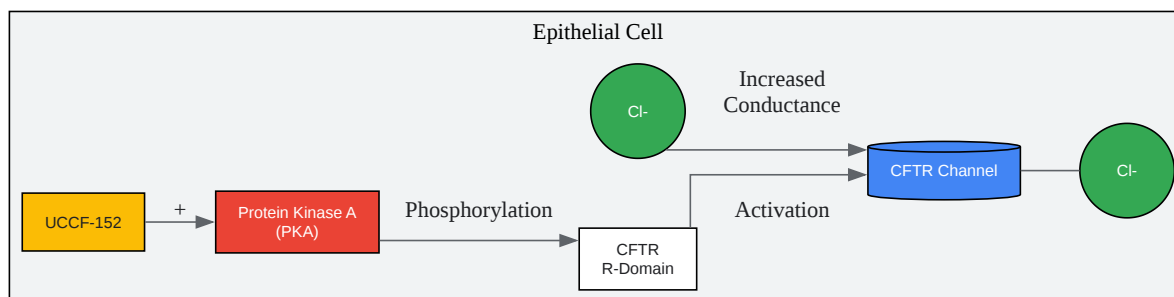 Epithelial Cell
Increased
Conductance
Cl-
CFTR Channel
Cl-
UCCF-152
+
Protein Kinase A
(PKA)
Phosphorylation
Activation
CFTR
R-Domain